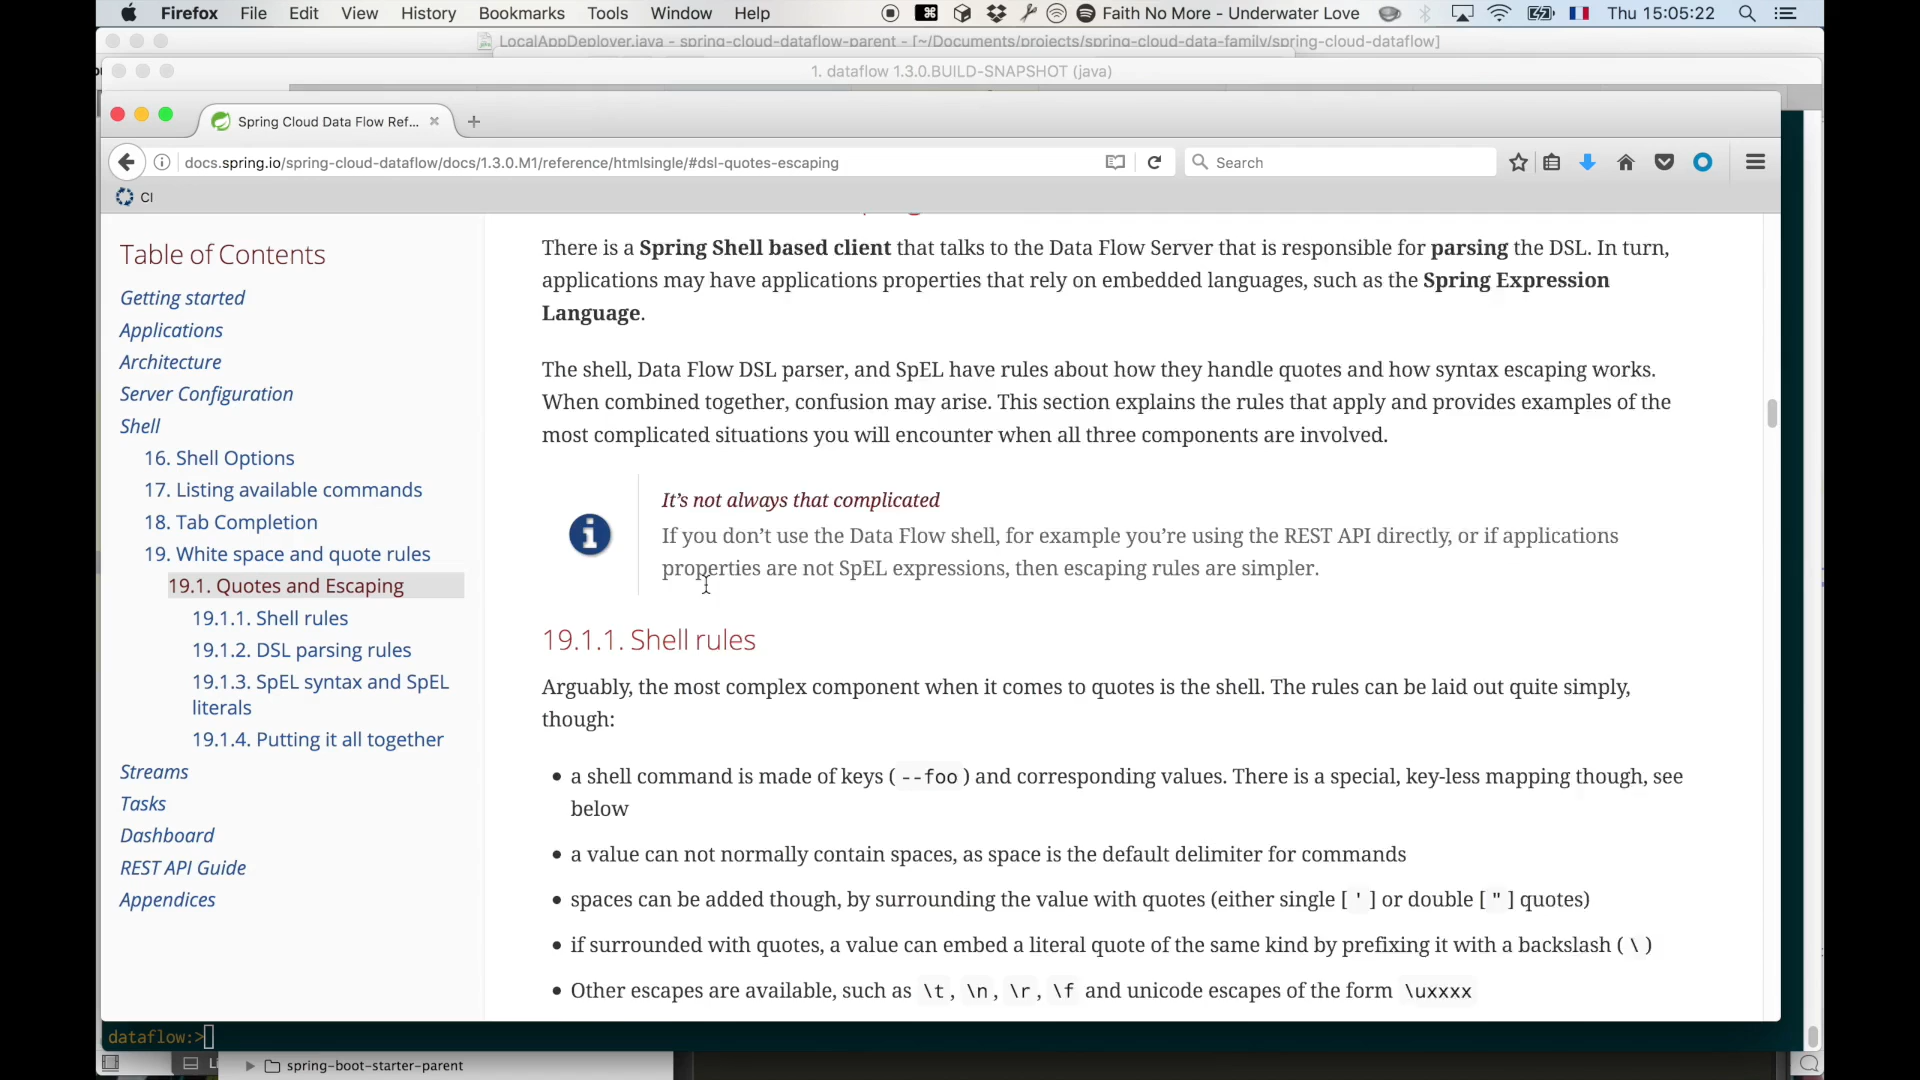 Firefox File Edit View History Bookmarks Tools Window Help Faith No More - Underwater Love Thu 15:05:22
LocalAppDeployer.java - spring-cloud-dataflow-parent - [~/Documents/projects/spring-cloud-data-family/spring-cloud-dataflow]
1. dataflow 1.3.0.BUILD-SNAPSHOT (java)
Spring Cloud Data Flow Ref...
docs.spring.io/spring-cloud-dataflow/docs/1.3.0.M1/reference/htmlsingle/#dsl-quotes-escaping
Search
CI
Table of Contents
Getting started
Applications
Architecture
Server Configuration
Shell
16. Shell Options
17. Listing available commands
18. Tab Completion
19. White space and quote rules
19.1. Quotes and Escaping
19.1.1. Shell rules
19.1.2. DSL parsing rules
19.1.3. SpEL syntax and SpEL
literals
19.1.4. Putting it all together
Streams
Tasks
Dashboard
REST API Guide
Appendices
There is a Spring Shell based client that talks to the Data Flow Server that is responsible for parsing the DSL. In turn,
applications may have applications properties that rely on embedded languages, such as the Spring Expression
Language.
The shell, Data Flow DSL parser, and SpEL have rules about how they handle quotes and how syntax escaping works.
When combined together, confusion may arise. This section explains the rules that apply and provides examples of the
most complicated situations you will encounter when all three components are involved.
It's not always that complicated
If you don't use the Data Flow shell, for example you're using the REST API directly, or if applications
properties are not SpEL expressions, then escaping rules are simpler.
19.1.1. Shell rules
Arguably, the most complex component when it comes to quotes is the shell. The rules can be laid out quite simply,
though:
• a shell command is made of keys ( --foo ) and corresponding values. There is a special, key-less mapping though, see
below
• a value can not normally contain spaces, as space is the default delimiter for commands
• spaces can be added though, by surrounding the value with quotes (either single [ ' ] or double [ " ] quotes)
• if surrounded with quotes, a value can embed a literal quote of the same kind by prefixing it with a backslash ( \ )
• Other escapes are available, such as \t , \n , \r , \f and unicode escapes of the form \uxxxx
dataflow:>
spring-boot-starter-parent